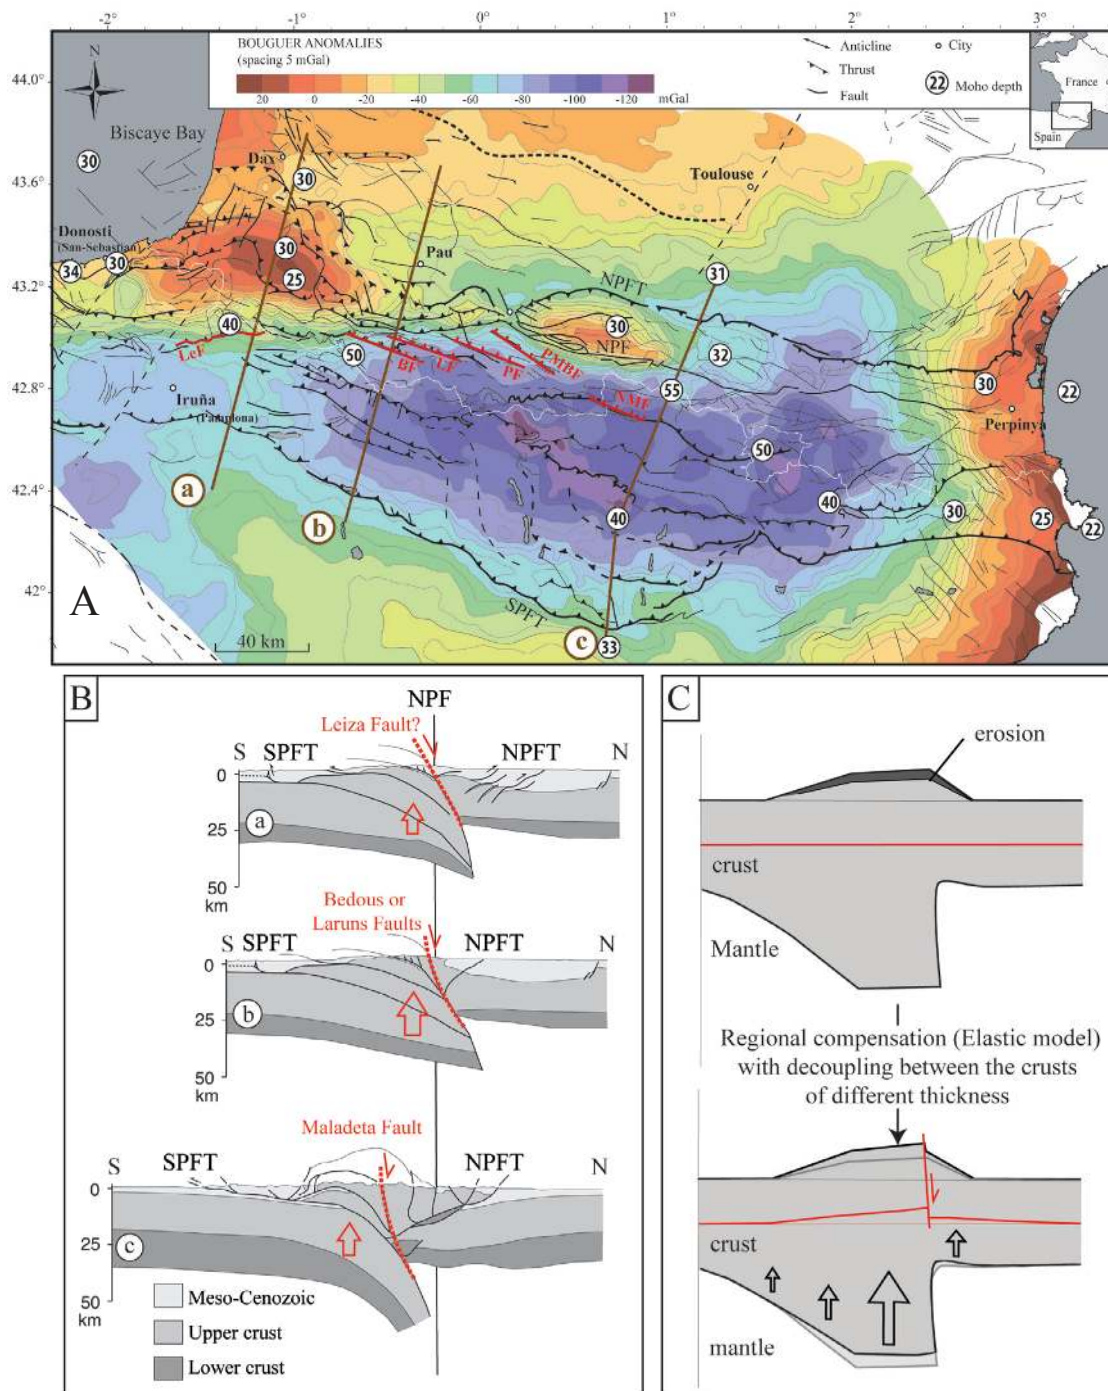 -2°
-1°
0°
1°
2°
3°
44.0°
43.6°
43.2°
42.8°
42.4°
42°
N
BOUGUER ANOMALIES
(spacing 5 mGal)
20 0 -20 -40 -60 -80 -100 -120 mGal
Anticline
Thrust
Fault
City
22 Moho depth
France
Spain
Biscaye Bay
30
Dax
30
Toulouse
Donosti
(San-Sebastian)
34
30
30
25
Pau
31
NPFT
40
LeF
30
NPF
32
50
BF
LF
PF
PMBF
55
NMF
30
22
Iruña
(Pamplona)
Perpinya
50
a
40
40
30
25
22
b
SPFT
A
40 km
c
33
B
NPF
Leiza Fault?
S
SPFT
NPFT
N
0
25
50
km
a
Bedous or
Laruns Faults
S
SPFT
NPFT
N
0
25
50
km
b
Maladeta Fault
S
SPFT
NPFT
N
0
25
50
km
c
Meso-Cenozoic
Upper crust
Lower crust
C
erosion
crust
Mantle
Regional compensation (Elastic model)
with decoupling between the crusts
of different thickness
crust
mantle